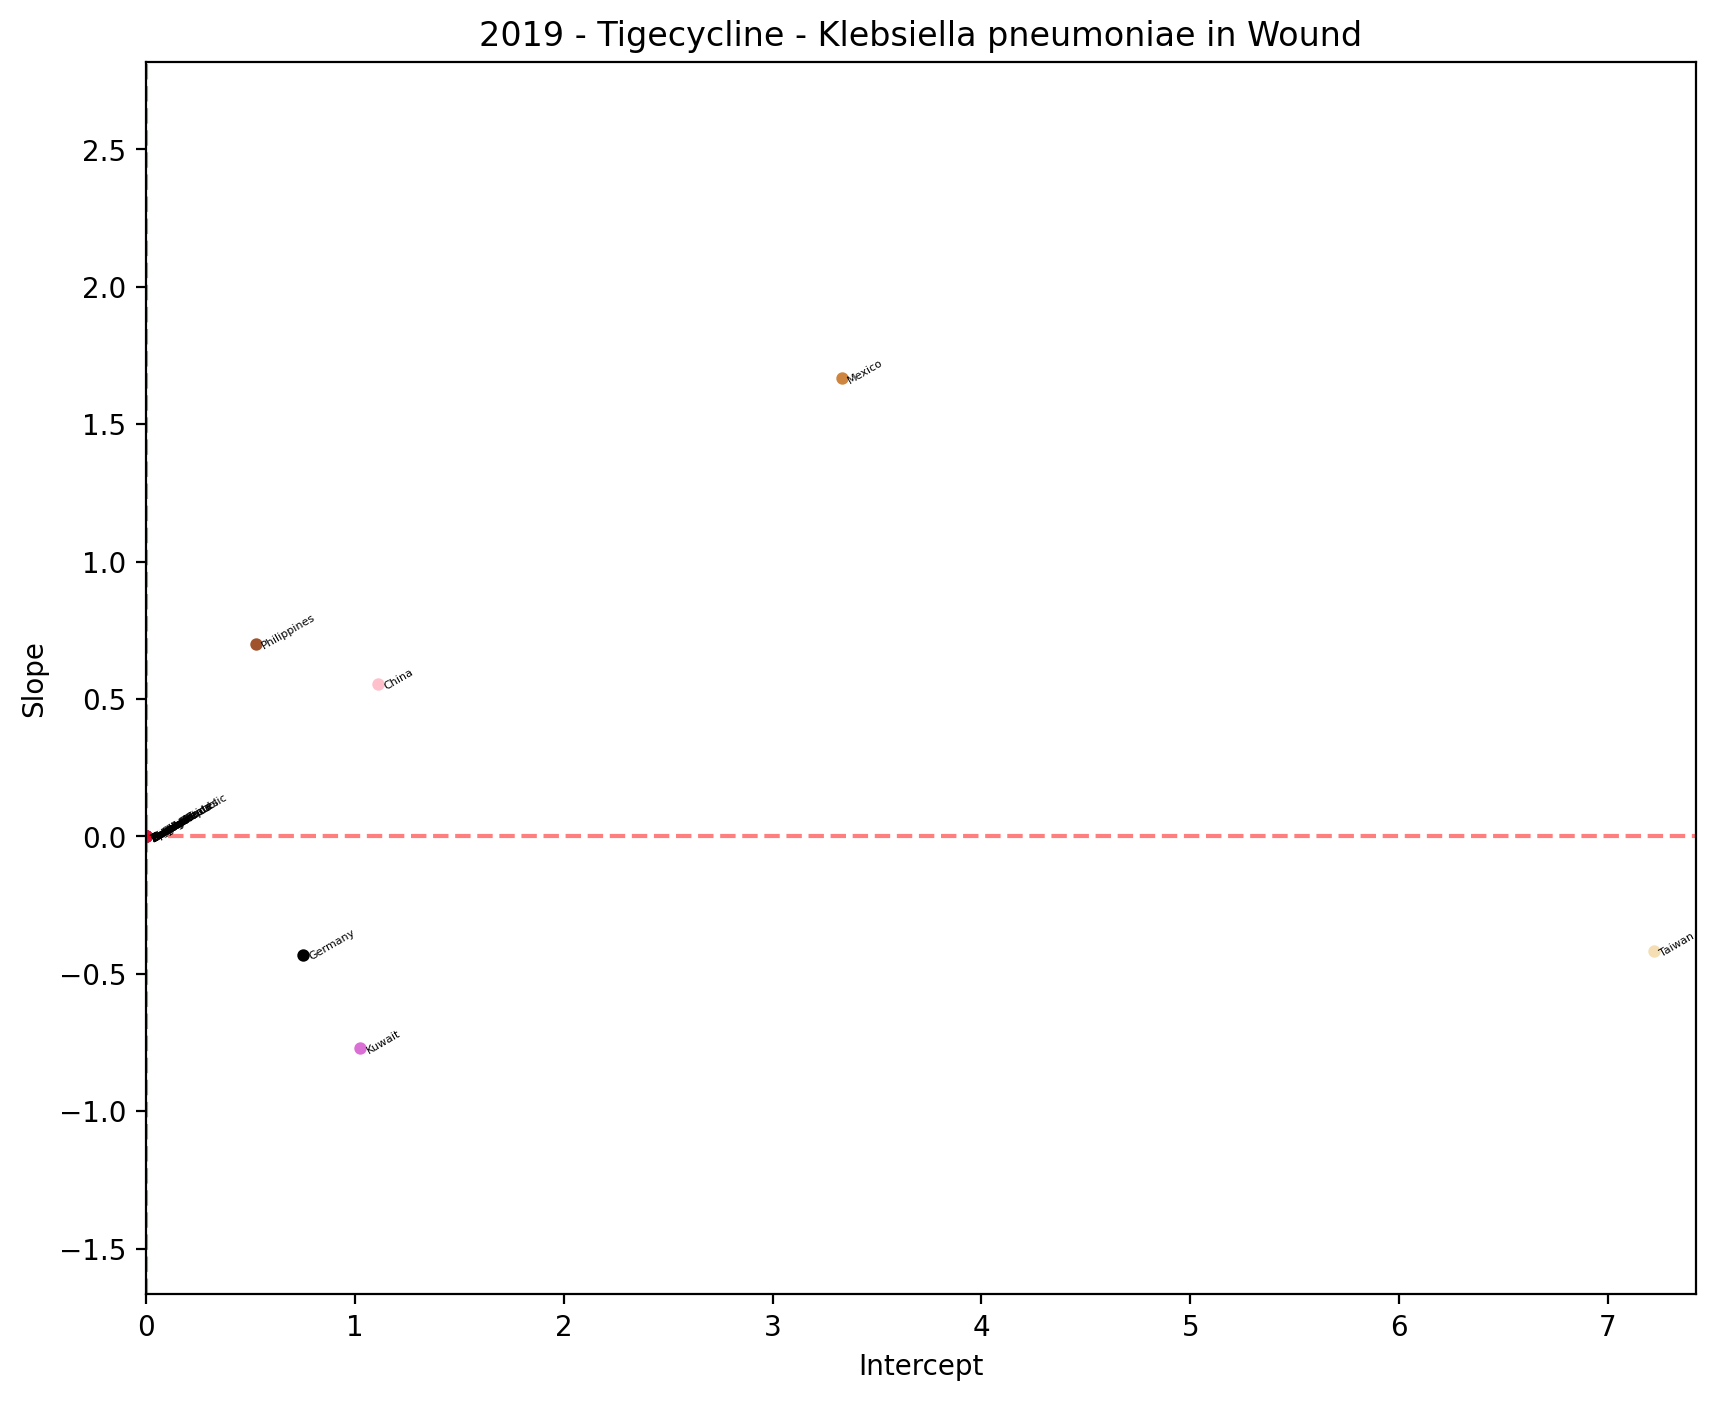 2019 - Tigecycline - Klebsiella pneumoniae in Wound
2.5
2.0
Mexico
1.5
1.0
Philippines
China
Slope
0.5
0.0
Germany
Taiwan
−0.5
Kuwait
−1.0
−1.5
0 1 2 3 4 5 6 7
Intercept